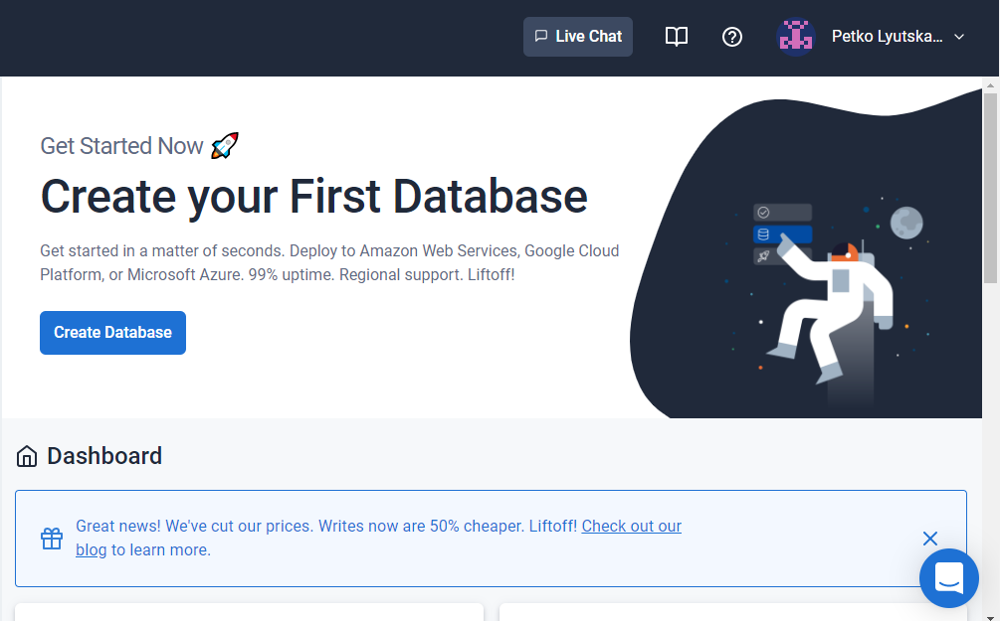 Live Chat
Petko Lyutska...
Get Started Now
Create your First Database
Get started in a matter of seconds. Deploy to Amazon Web Services, Google Cloud
Platform, or Microsoft Azure. 99% uptime. Regional support. Liftoff!
Create Database
Dashboard
Great news! We've cut our prices. Writes now are 50% cheaper. Liftoff! Check out our
blog to learn more.